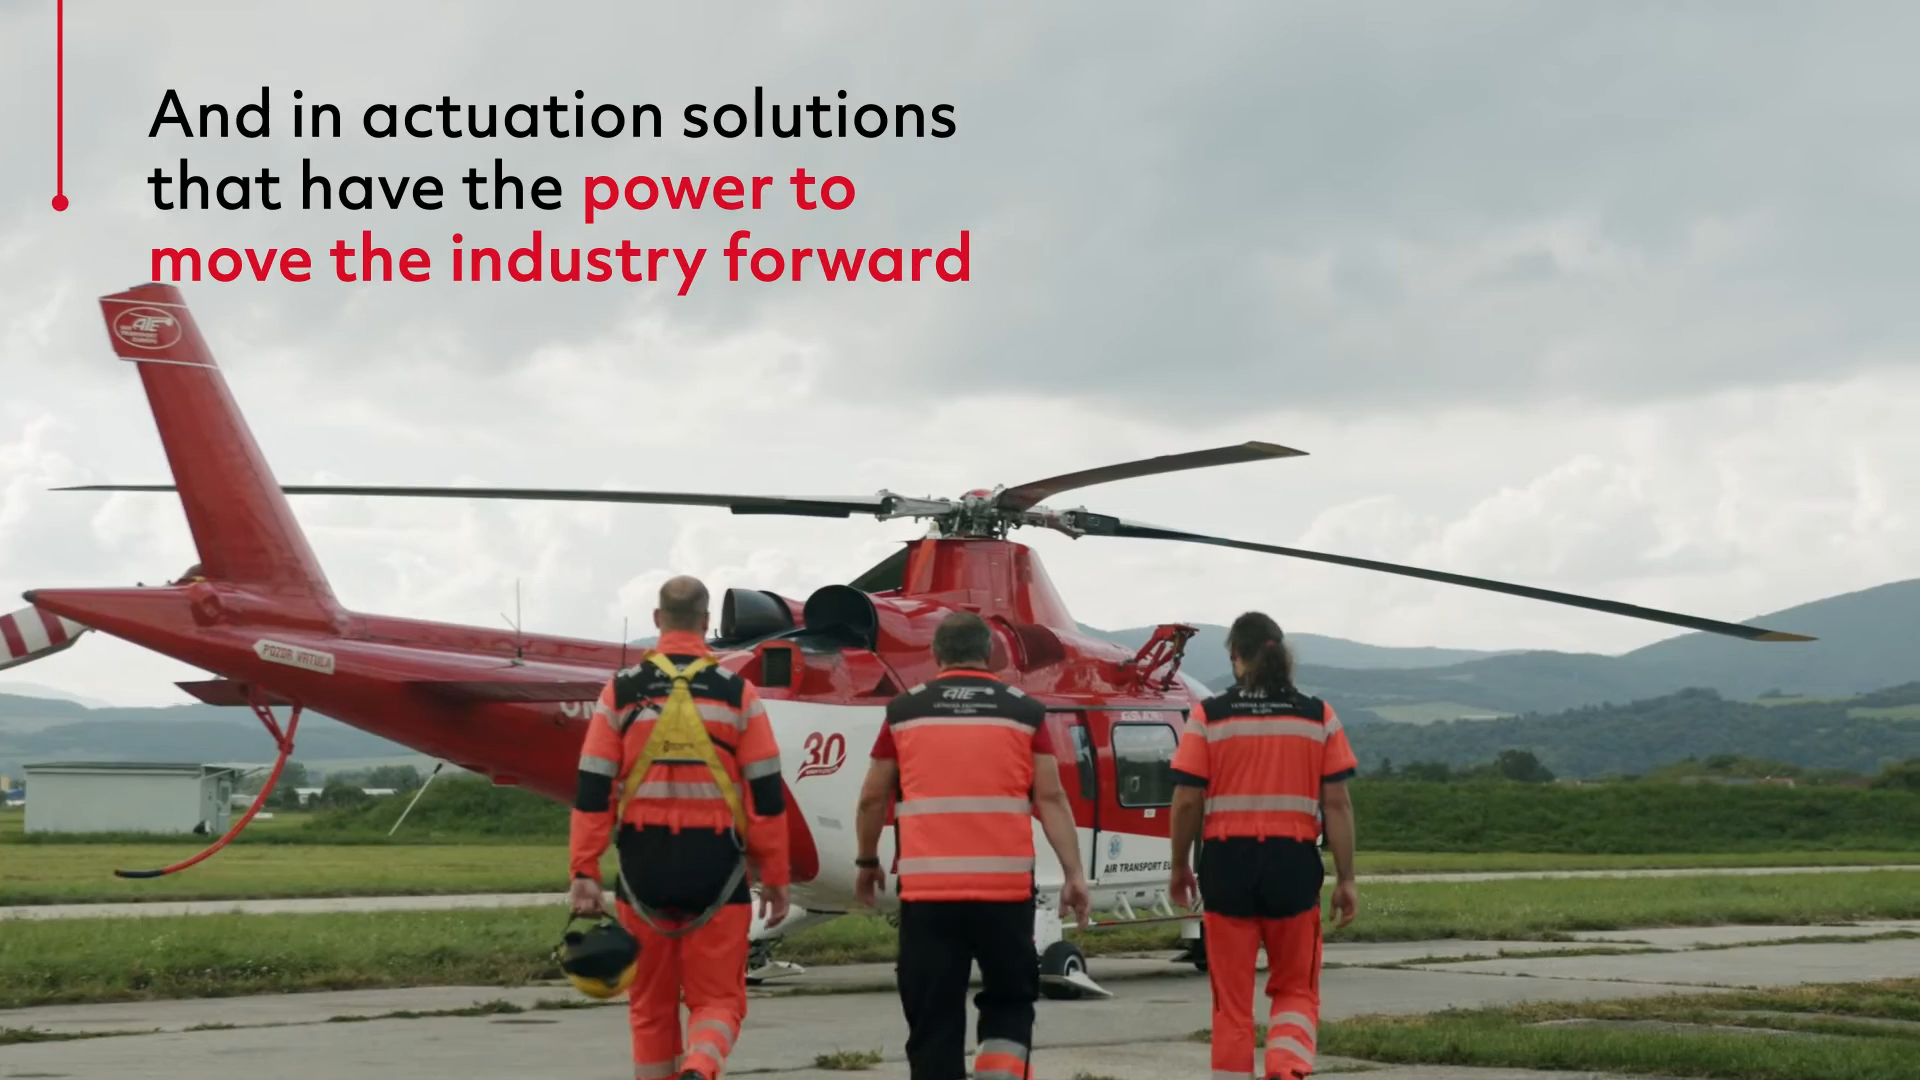 And in actuation solutions
that have the power to
move the industry forward
ATE
POZOR VRTUĽA
30
ATE
ATE
AIR TRANSPORT EU